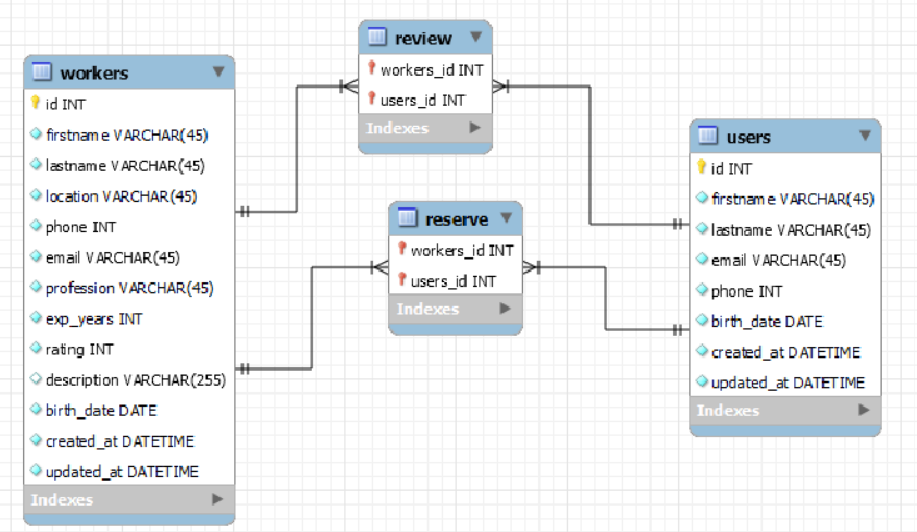 workers
id INT
firstname VARCHAR(45)
lastname VARCHAR(45)
location VARCHAR(45)
phone INT
email VARCHAR(45)
profession VARCHAR(45)
exp_years INT
rating INT
description VARCHAR(255)
birth_date DATE
created_at DATETIME
updated_at DATETIME
Indexes
review
workers_id INT
users_id INT
Indexes
reserve
workers_id INT
users_id INT
Indexes
users
id INT
firstname VARCHAR(45)
lastname VARCHAR(45)
email VARCHAR(45)
phone INT
birth_date DATE
created_at DATETIME
updated_at DATETIME
Indexes